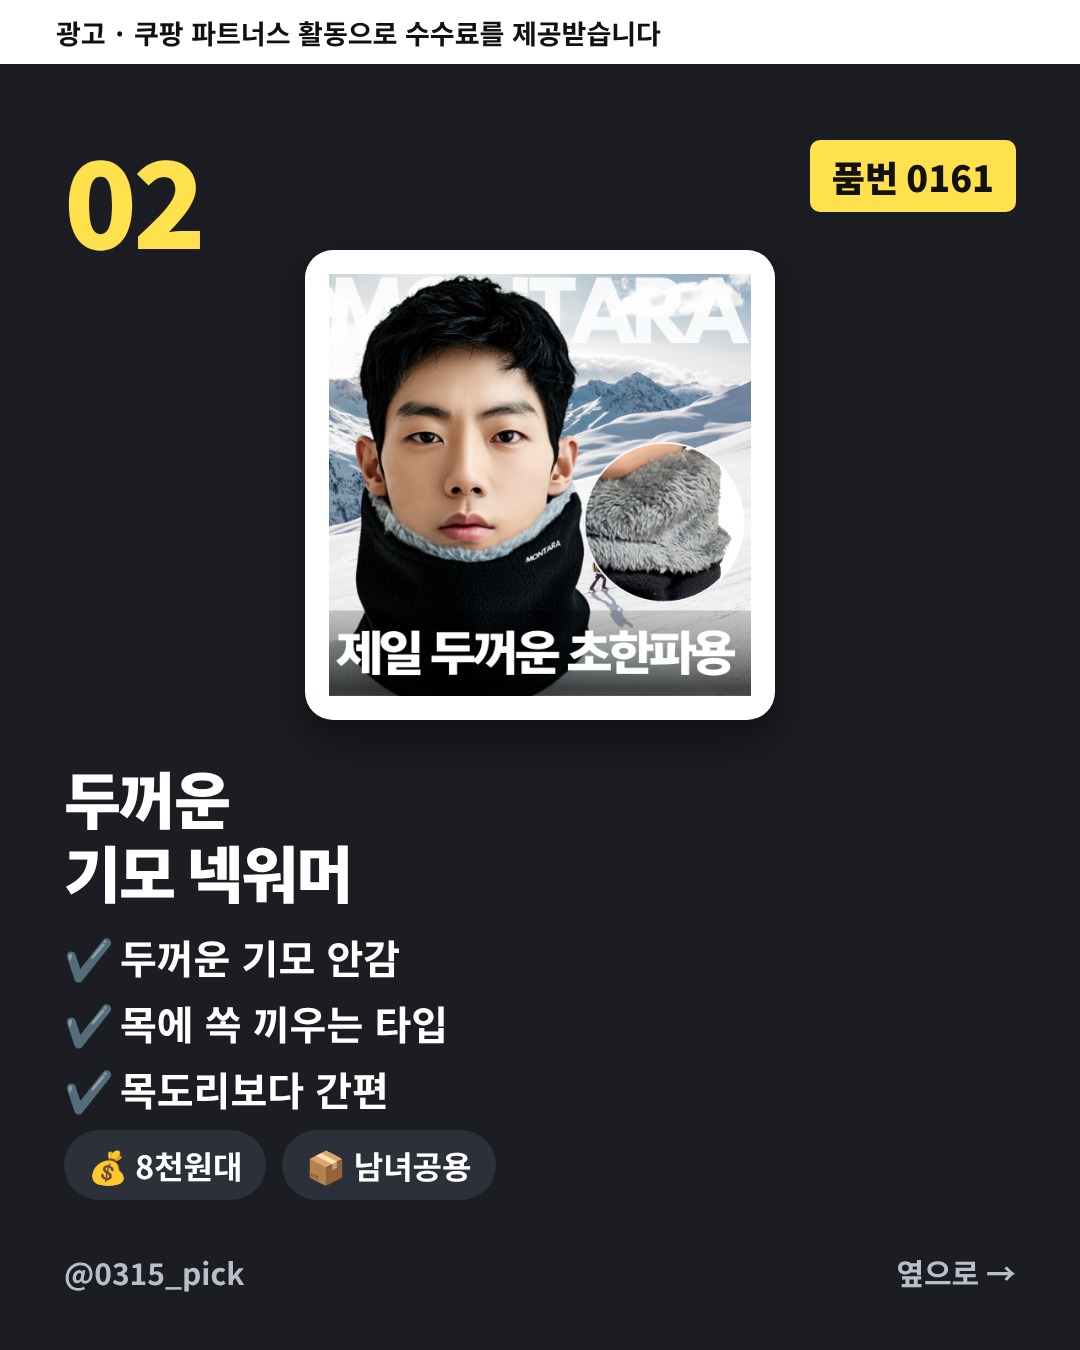 광고 · 쿠팡 파트너스 활동으로 수수료를 제공받습니다
02
품번 0161
MONTARA
MONTARA
제일 두꺼운 초한파용
두꺼운
기모 넥워머
✔️ 두꺼운 기모 안감
✔️ 목에 쏙 끼우는 타입
✔️ 목도리보다 간편
💰 8천원대
📦 남녀공용
@0315_pick
옆으로 →